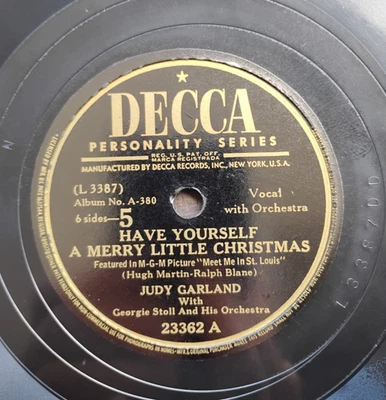 DECCA
PERSONALITY SERIES
REG. U.S. PAT. OFF.
MARCA REGISTRADA
MANUFACTURED BY DECCA RECORDS, INC., NEW YORK, U.S.A.
(L 3387)
Album No. A-380
6 sides—5
Vocal
with Orchestra
HAVE YOURSELF
A MERRY LITTLE CHRISTMAS
Featured In M-G-M Picture "Meet Me In St. Louis"
(Hugh Martin-Ralph Blane)
JUDY GARLAND
With
Georgie Stoll And His Orchestra
23362 A